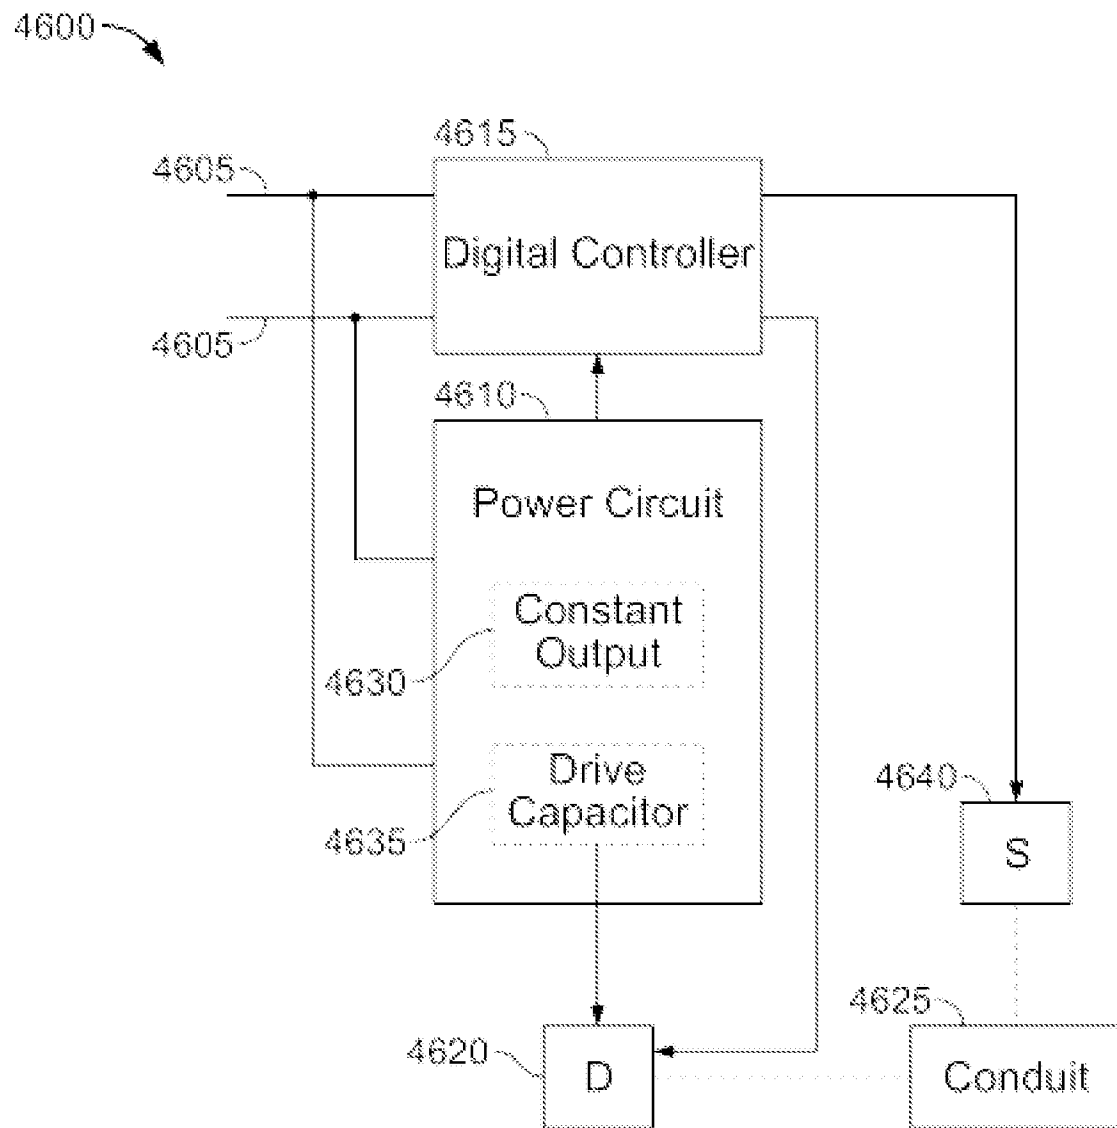 4600
4615
4605
Digital Controller
4605
4610
Power Circuit
Constant
Output
4630
Drive
Capacitor
4635
4640
S
4625
4620
D
Conduit